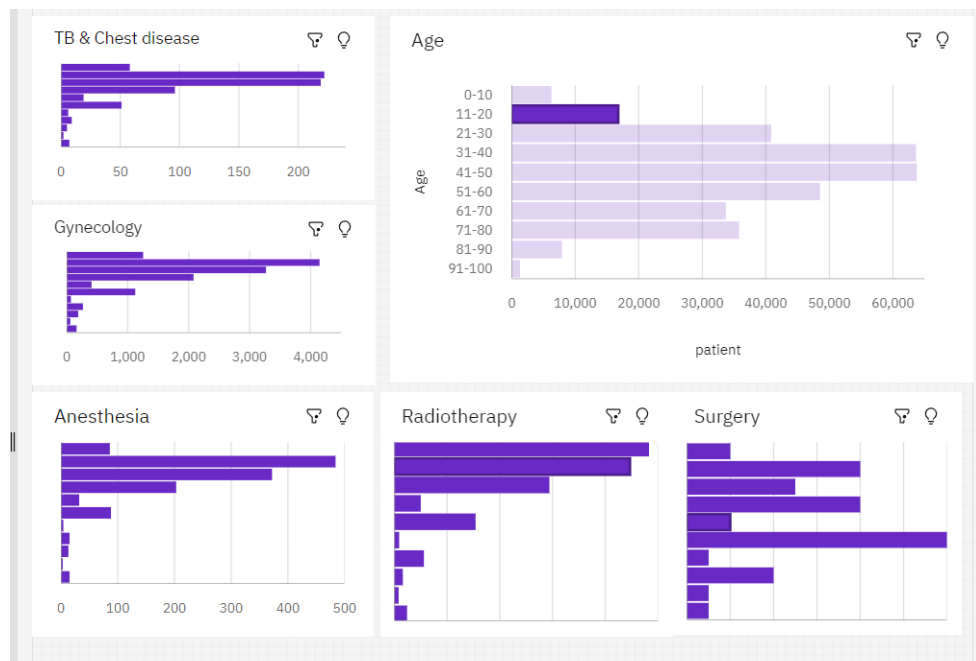 TB & Chest disease
0 50 100 150 200
Gynecology
0 1,000 2,000 3,000 4,000
Age
Age
0-10
11-20
21-30
31-40
41-50
51-60
61-70
71-80
81-90
91-100
0 10,000 20,000 30,000 40,000 50,000 60,000
patient
Anesthesia
0 100 200 300 400 500
Radiotherapy
Surgery